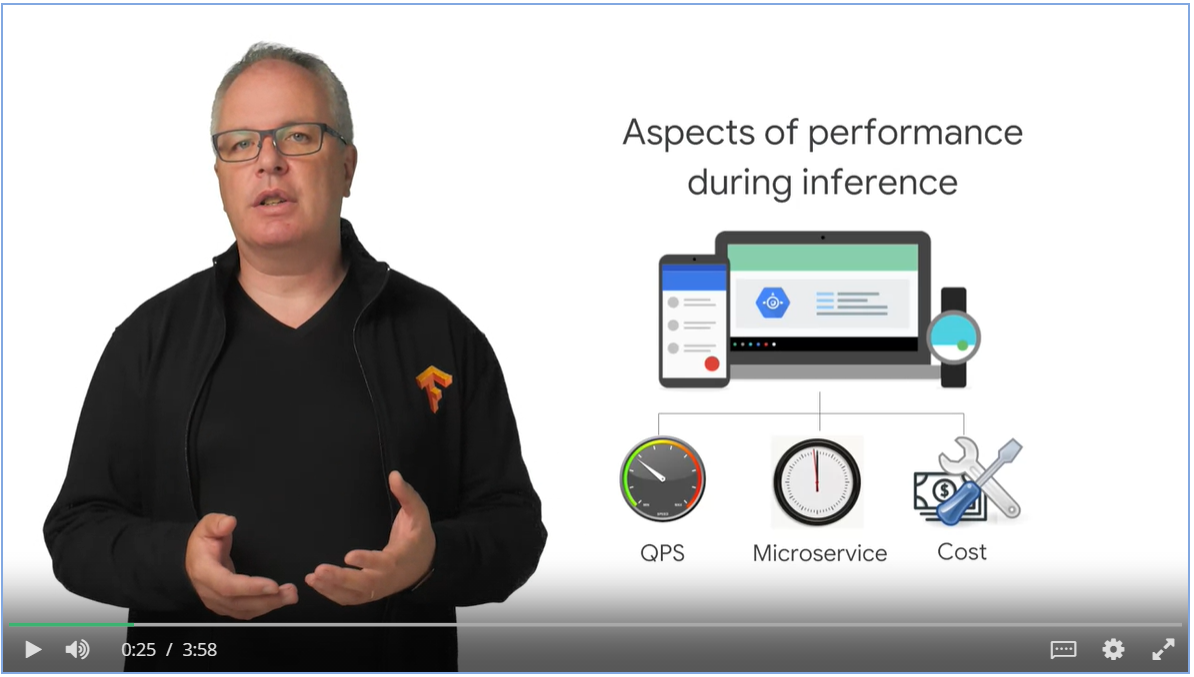 Aspects of performance
during inference
QPS
Microservice
Cost
0:25 / 3:58